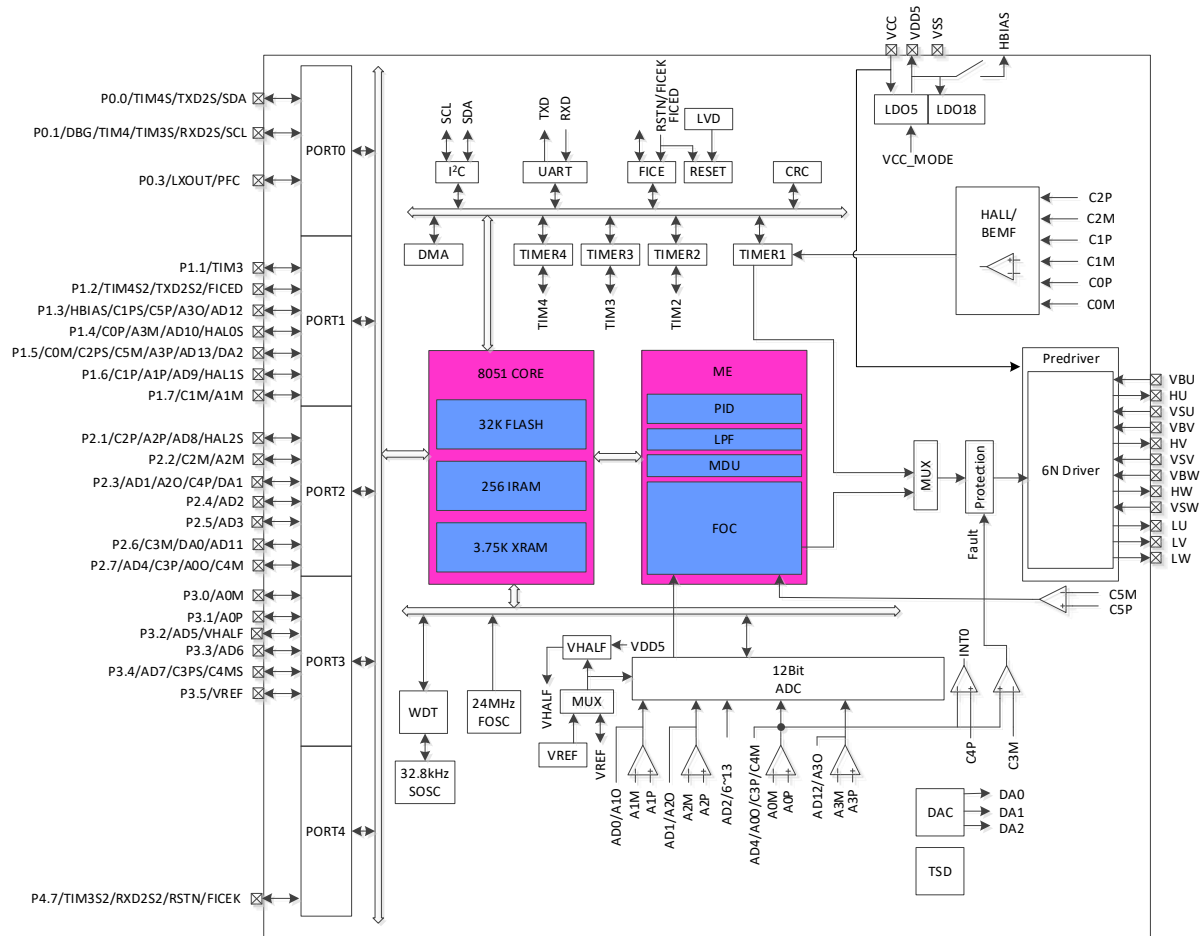 VCC
VDD5
VSS
HBIAS
P0.0/TIM4S/TXD2S/SDA
P0.1/DBG/TIM4/TIM3S/RXD2S/SCL
P0.3/LXOUT/PFC
PORT0
P1.1/TIM3
P1.2/TIM4S2/TXD2S2/FICED
P1.3/HBIAS/C1PS/C5P/A3O/AD12
P1.4/C0P/A3M/AD10/HAL0S
P1.5/C0M/C2PS/C5M/A3P/AD13/DA2
P1.6/C1P/A1P/AD9/HAL1S
P1.7/C1M/A1M
PORT1
P2.1/C2P/A2P/AD8/HAL2S
P2.2/C2M/A2M
P2.3/AD1/A2O/C4P/DA1
P2.4/AD2
P2.5/AD3
P2.6/C3M/DA0/AD11
P2.7/AD4/C3P/A0O/C4M
PORT2
P3.0/A0M
P3.1/A0P
P3.2/AD5/VHALF
P3.3/AD6
P3.4/AD7/C3PS/C4MS
P3.5/VREF
PORT3
PORT4
P4.7/TIM3S2/RXD2S2/RSTN/FICEK
SCL
SDA
TXD
RXD
RSTN/FICEK
FICED
LVD
I²C
UART
FICE
RESET
CRC
DMA
TIMER4
TIMER3
TIMER2
TIMER1
TIM4
TIM3
TIM2
LDO5
LDO18
VCC_MODE
HALL/
BEMF
C2P
C2M
C1P
C1M
C0P
C0M
8051 CORE
32K FLASH
256 IRAM
3.75K XRAM
ME
PID
LPF
MDU
FOC
MUX
Protection
Fault
Predriver
6N Driver
VBU
HU
VSU
VBV
HV
VSV
VBW
HW
VSW
LU
LV
LW
C5M
C5P
WDT
32.8kHz
SOSC
24MHz
FOSC
VHALF
VDD5
VHALF
MUX
VREF
VREF
12Bit
ADC
AD0/A1O
A1M
A1P
AD1/A2O
A2M
A2P
AD2/6~13
AD4/A0O/C3P/C4M
A0M
A0P
AD12/A3O
A3M
A3P
INT0
C4P
C3M
DAC
DA0
DA1
DA2
TSD